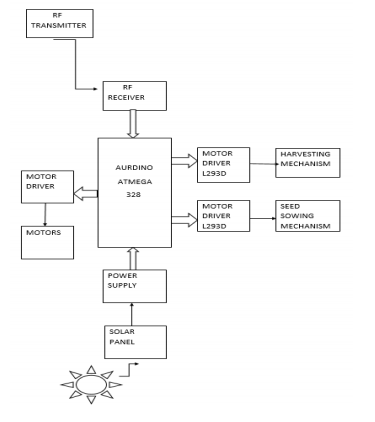 RF
TRANSMITTER
RF
RECEIVER
AURDINO
ATMEGA
328
MOTOR
DRIVER
L293D
HARVESTING
MECHANISM
MOTOR
DRIVER
MOTORS
MOTOR
DRIVER
L293D
SEED
SOWING
MECHANISM
POWER
SUPPLY
SOLAR
PANEL